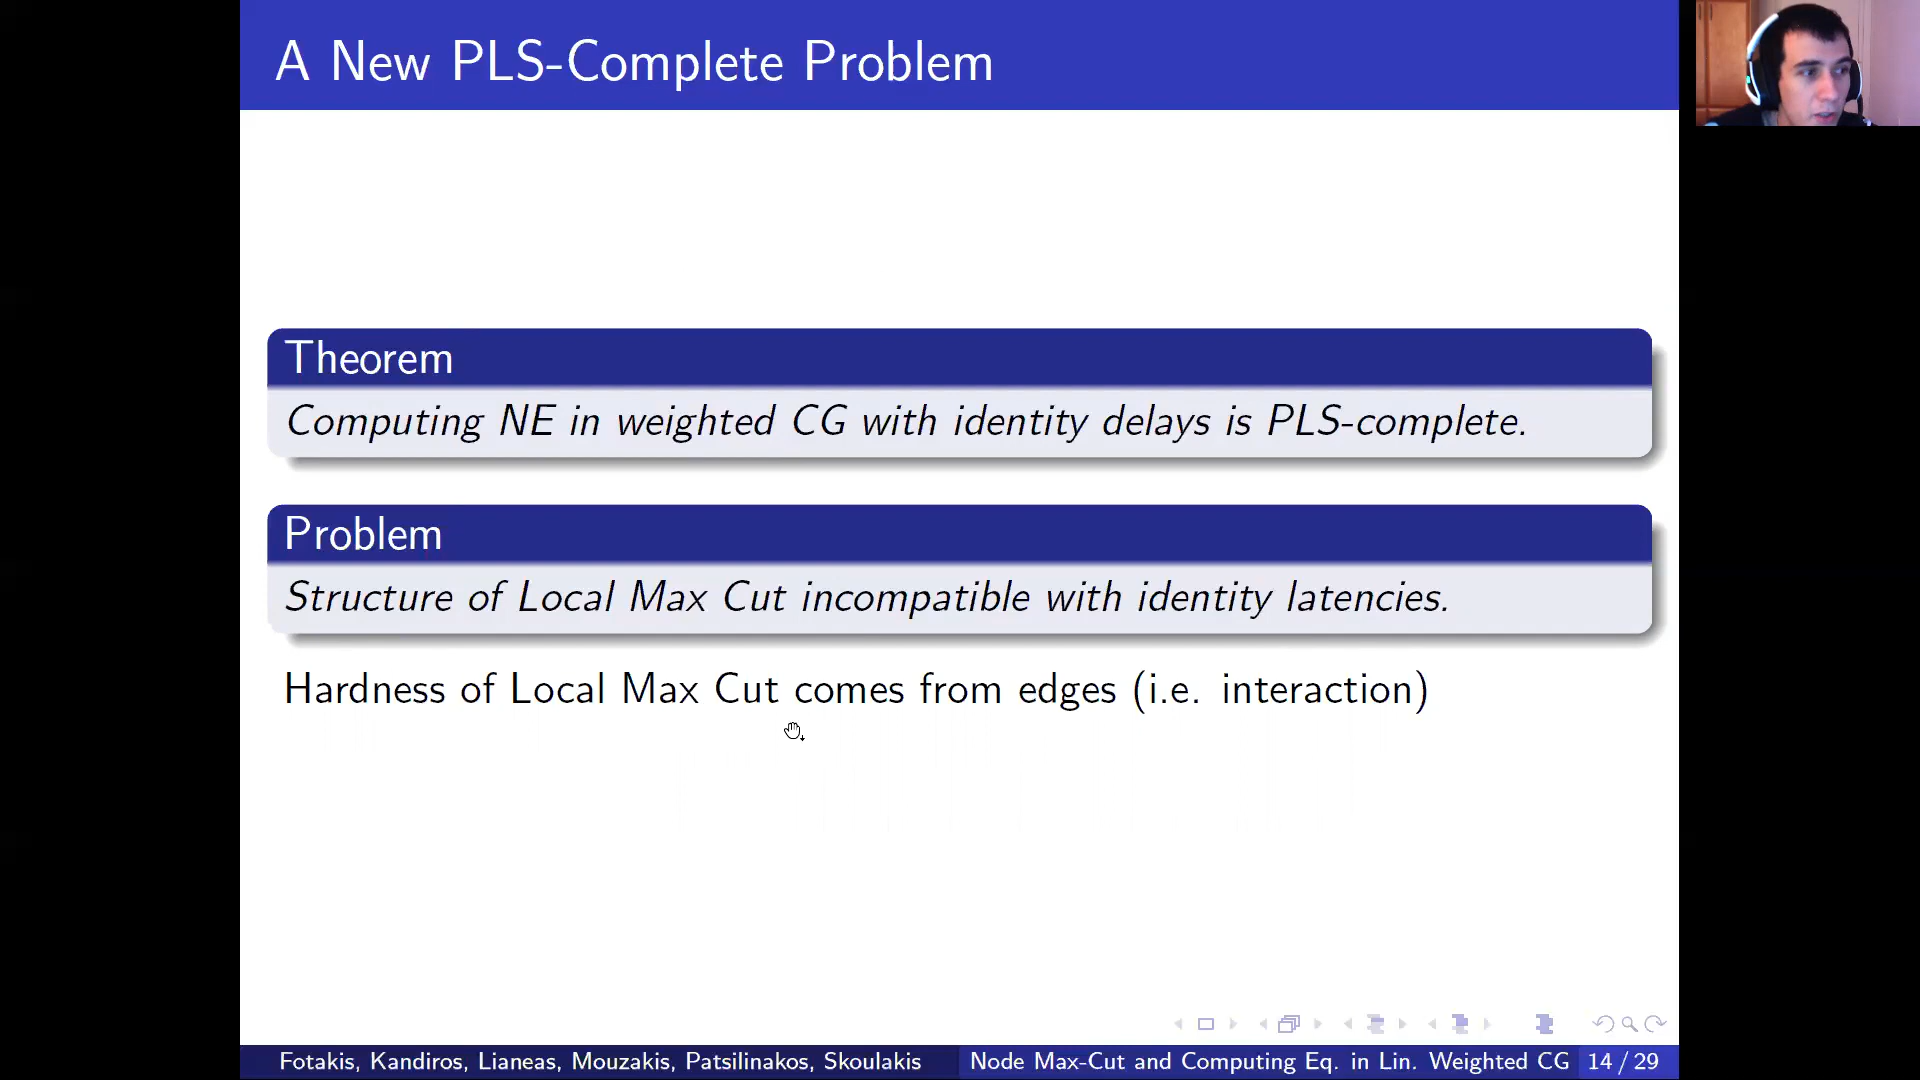 A New PLS-Complete Problem
Theorem
Computing NE in weighted CG with identity delays is PLS-complete.
Problem
Structure of Local Max Cut incompatible with identity latencies.
Hardness of Local Max Cut comes from edges (i.e. interaction)
Fotakis, Kandiros, Lianeas, Mouzakis, Patsilinakos, Skoulakis
Node Max-Cut and Computing Eq. in Lin. Weighted CG
14 / 29